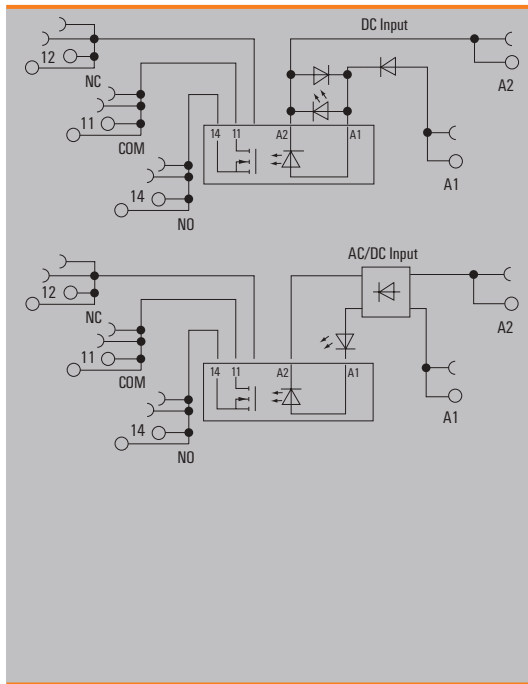 DC Input
12
NC
A2
11
COM
14 11 A2 A1
A1
14
NO
AC/DC Input
12
NC
A2
11
COM
14 11 A2 A1
A1
14
NO